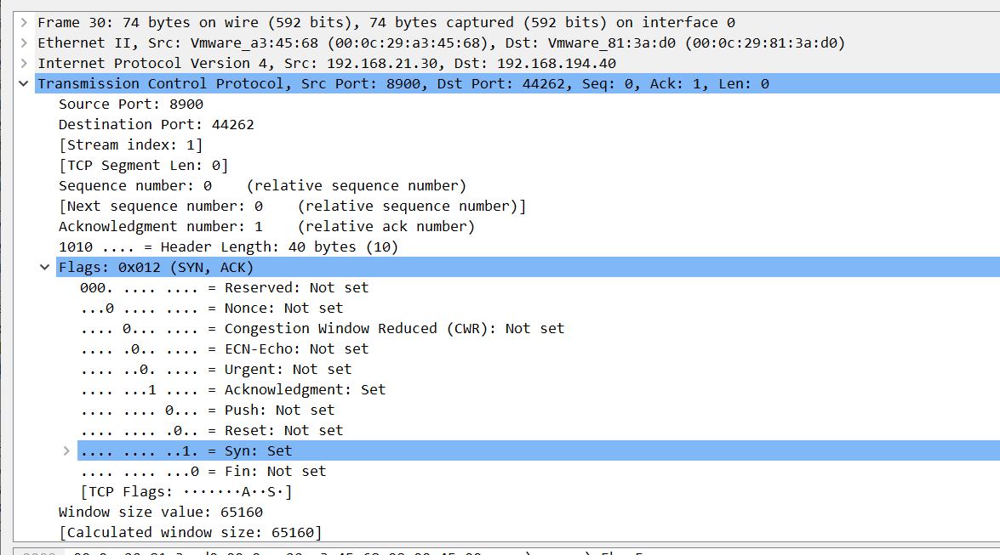 Frame 30: 74 bytes on wire (592 bits), 74 bytes captured (592 bits) on interface 0
Ethernet II, Src: Vmware_a3:45:68 (00:0c:29:a3:45:68), Dst: Vmware_81:3a:d0 (00:0c:29:81:3a:d0)
Internet Protocol Version 4, Src: 192.168.21.30, Dst: 192.168.194.40
Transmission Control Protocol, Src Port: 8900, Dst Port: 44262, Seq: 0, Ack: 1, Len: 0
Source Port: 8900
Destination Port: 44262
[Stream index: 1]
[TCP Segment Len: 0]
Sequence number: 0    (relative sequence number)
[Next sequence number: 0    (relative sequence number)]
Acknowledgment number: 1    (relative ack number)
1010 .... = Header Length: 40 bytes (10)
Flags: 0x012 (SYN, ACK)
000. .... .... = Reserved: Not set
...0 .... .... = Nonce: Not set
.... 0... .... = Congestion Window Reduced (CWR): Not set
.... .0.. .... = ECN-Echo: Not set
.... ..0. .... = Urgent: Not set
.... ...1 .... = Acknowledgment: Set
.... .... 0... = Push: Not set
.... .... .0.. = Reset: Not set
.... .... ..1. = Syn: Set
.... .... ...0 = Fin: Not set
[TCP Flags: ·······A··S·]
Window size value: 65160
[Calculated window size: 65160]